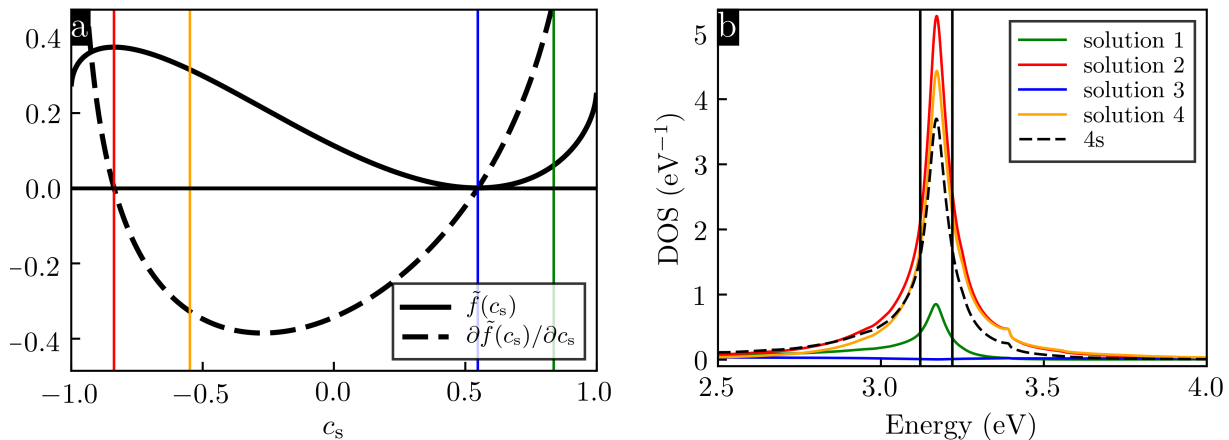 a
0.4
0.2
0.0
−0.2
−0.4
−1.0 −0.5 0.0 0.5 1.0
c_s
f̃(c_s)
∂f̃(c_s)/∂c_s
b
DOS (eV⁻¹)
5
4
3
2
1
0
2.5 3.0 3.5 4.0
Energy (eV)
solution 1
solution 2
solution 3
solution 4
4s